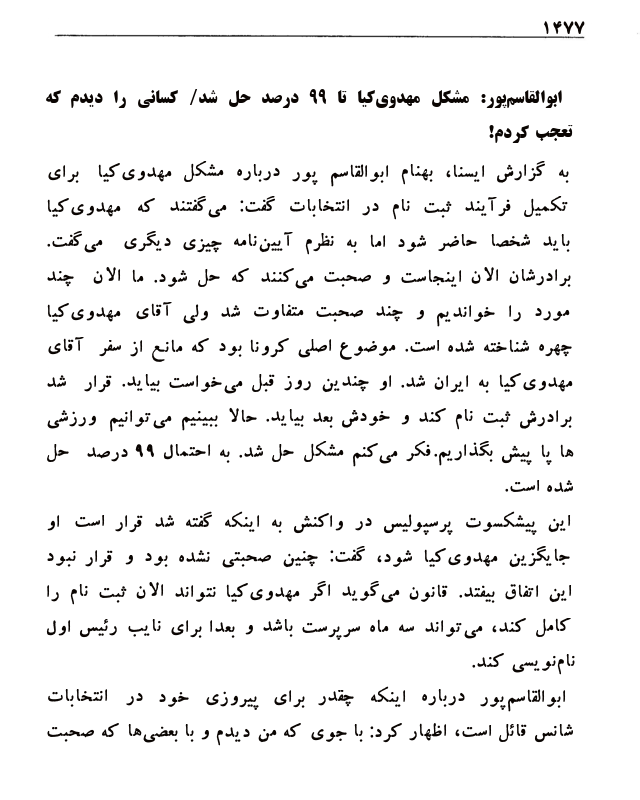 ۱۴۷۷
ابوالقاسم‌پور: مشکل مهدوی‌کیا تا ۹۹ درصد حل شد/ کسانی را دیدم که
تعجب کردم!
به گزارش ایسنا، بهنام ابوالقاسم پور درباره مشکل مهدوی‌کیا برای
تکمیل فرآیند ثبت نام در انتخابات گفت: می‌گفتند که مهدوی‌کیا
باید شخصا حاضر شود اما به نظرم آیین‌نامه چیزی دیگری می‌گفت.
برادرشان الان اینجاست و صحبت می‌کنند که حل شود. ما الان چند
مورد را خواندیم و چند صحبت متفاوت شد ولی آقای مهدوی‌کیا
چهره شناخته شده است. موضوع اصلی کرونا بود که مانع از سفر آقای
مهدوی‌کیا به ایران شد. او چندین روز قبل می‌خواست بیاید. قرار شد
برادرش ثبت نام کند و خودش بعد بیاید. حالا ببینیم می‌توانیم ورزشی
ها پا پیش بگذاریم.فکر می‌کنم مشکل حل شد. به احتمال ۹۹ درصد حل
شده است.
این پیشکسوت پرسپولیس در واکنش به اینکه گفته شد قرار است او
جایگزین مهدوی‌کیا شود، گفت: چنین صحبتی نشده بود و قرار نبود
این اتفاق بیفتد. قانون می‌گوید اگر مهدوی‌کیا نتواند الان ثبت نام را
کامل کند، می‌تواند سه ماه سرپرست باشد و بعدا برای نایب رئیس اول
نام‌نویسی کند.
ابوالقاسم‌پور درباره اینکه چقدر برای پیروزی خود در انتخابات
شانس قائل است، اظهار کرد: با جوی که من دیدم و با بعضی‌ها که صحبت